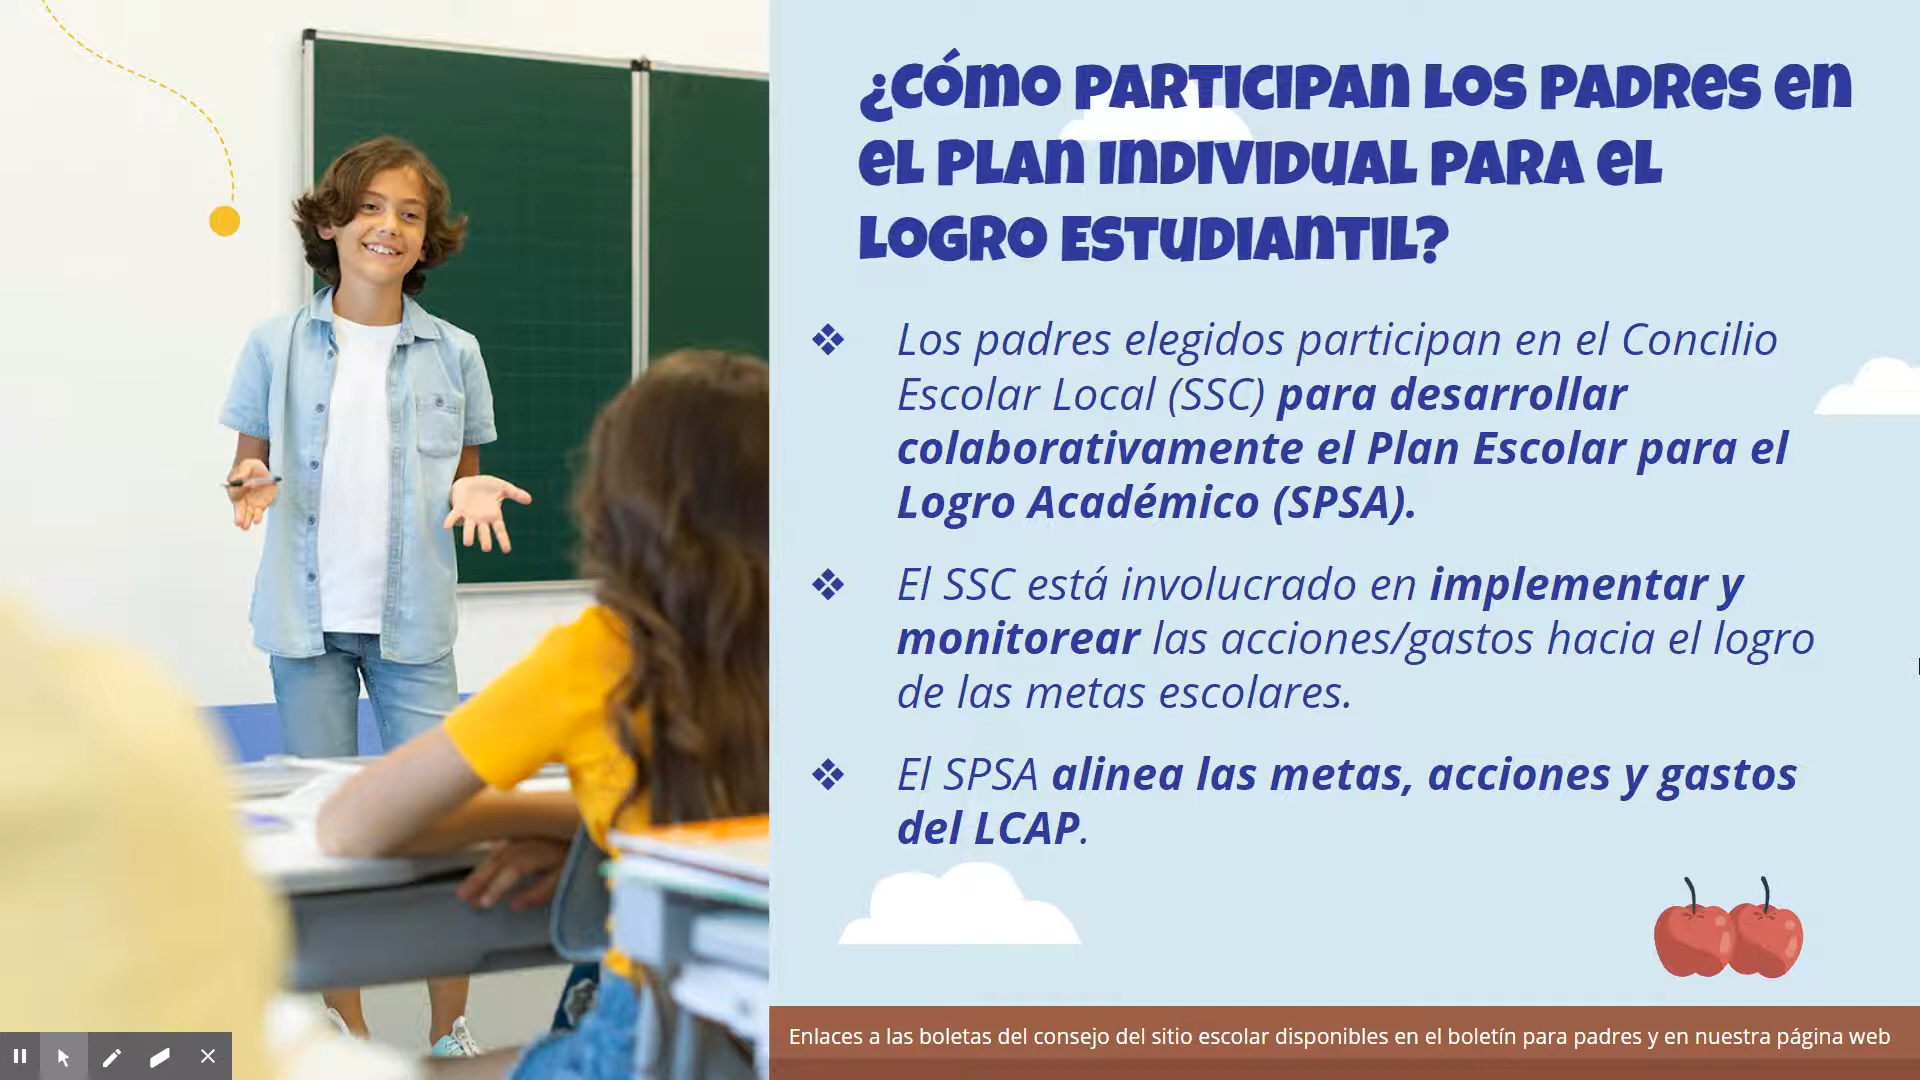 ¿Cómo participan los padres en
el Plan Individual para el
Logro Estudiantil?
❖ Los padres elegidos participan en el Concilio
Escolar Local (SSC) para desarrollar
colaborativamente el Plan Escolar para el
Logro Académico (SPSA).
❖ El SSC está involucrado en implementar y
monitorear las acciones/gastos hacia el logro
de las metas escolares.
❖ El SPSA alinea las metas, acciones y gastos
del LCAP.
Enlaces a las boletas del consejo del sitio escolar disponibles en el boletín para padres y en nuestra página web